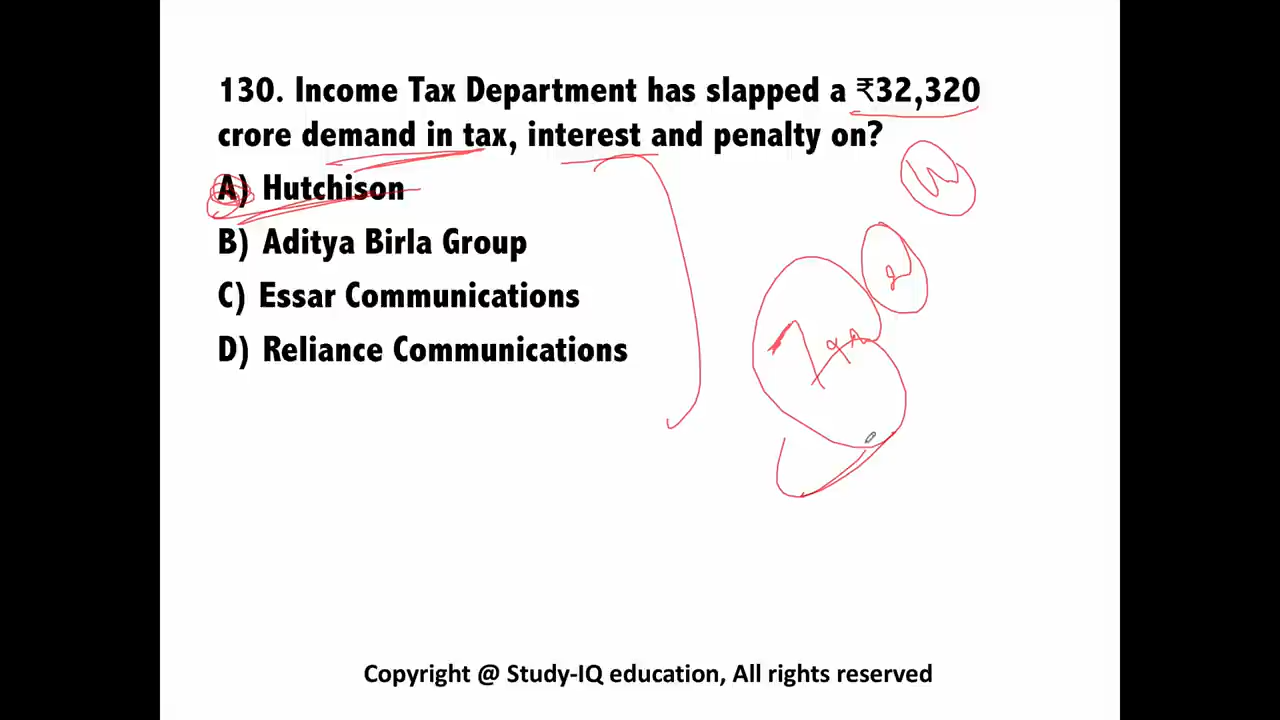 130. Income Tax Department has slapped a ₹32,320
crore demand in tax, interest and penalty on?
A) Hutchison
B) Aditya Birla Group
C) Essar Communications
D) Reliance Communications
Copyright @ Study-IQ education, All rights reserved